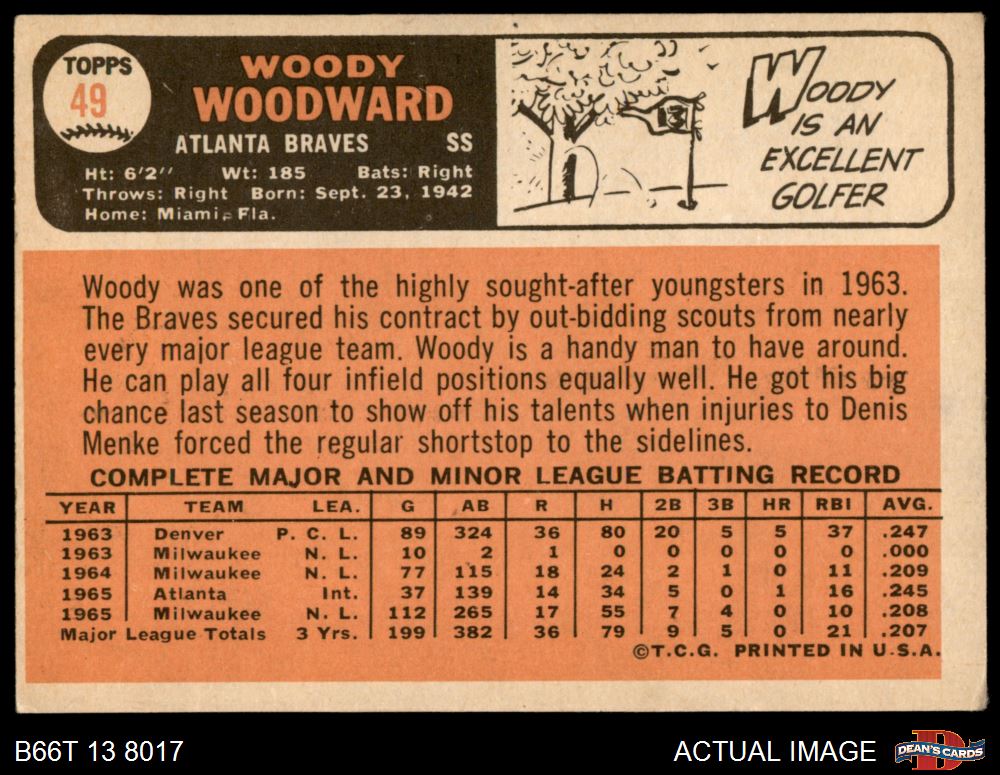 TOPPS
49
WOODY
WOODWARD
ATLANTA BRAVES SS
Ht: 6'2" Wt: 185 Bats: Right
Throws: Right Born: Sept. 23, 1942
Home: Miami, Fla.
13
WOODY
IS AN
EXCELLENT
GOLFER
Woody was one of the highly sought-after youngsters in 1963.
The Braves secured his contract by out-bidding scouts from nearly
every major league team. Woody is a handy man to have around.
He can play all four infield positions equally well. He got his big
chance last season to show off his talents when injuries to Denis
Menke forced the regular shortstop to the sidelines.
COMPLETE MAJOR AND MINOR LEAGUE BATTING RECORD
YEAR TEAM LEA. G AB R H 2B 3B HR RBI AVG.
1963 Denver P. C. L. 89 324 36 80 20 5 5 37 .247
1963 Milwaukee N. L. 10 2 1 0 0 0 0 0 .000
1964 Milwaukee N. L. 77 115 18 24 2 1 0 11 .209
1965 Atlanta Int. 37 139 14 34 5 0 1 16 .245
1965 Milwaukee N. L. 112 265 17 55 7 4 0 10 .208
Major League Totals 3 Yrs. 199 382 36 79 9 5 0 21 .207
©T.C.G. PRINTED IN U.S.A.
B66T 13 8017 ACTUAL IMAGE
DEAN'S CARDS